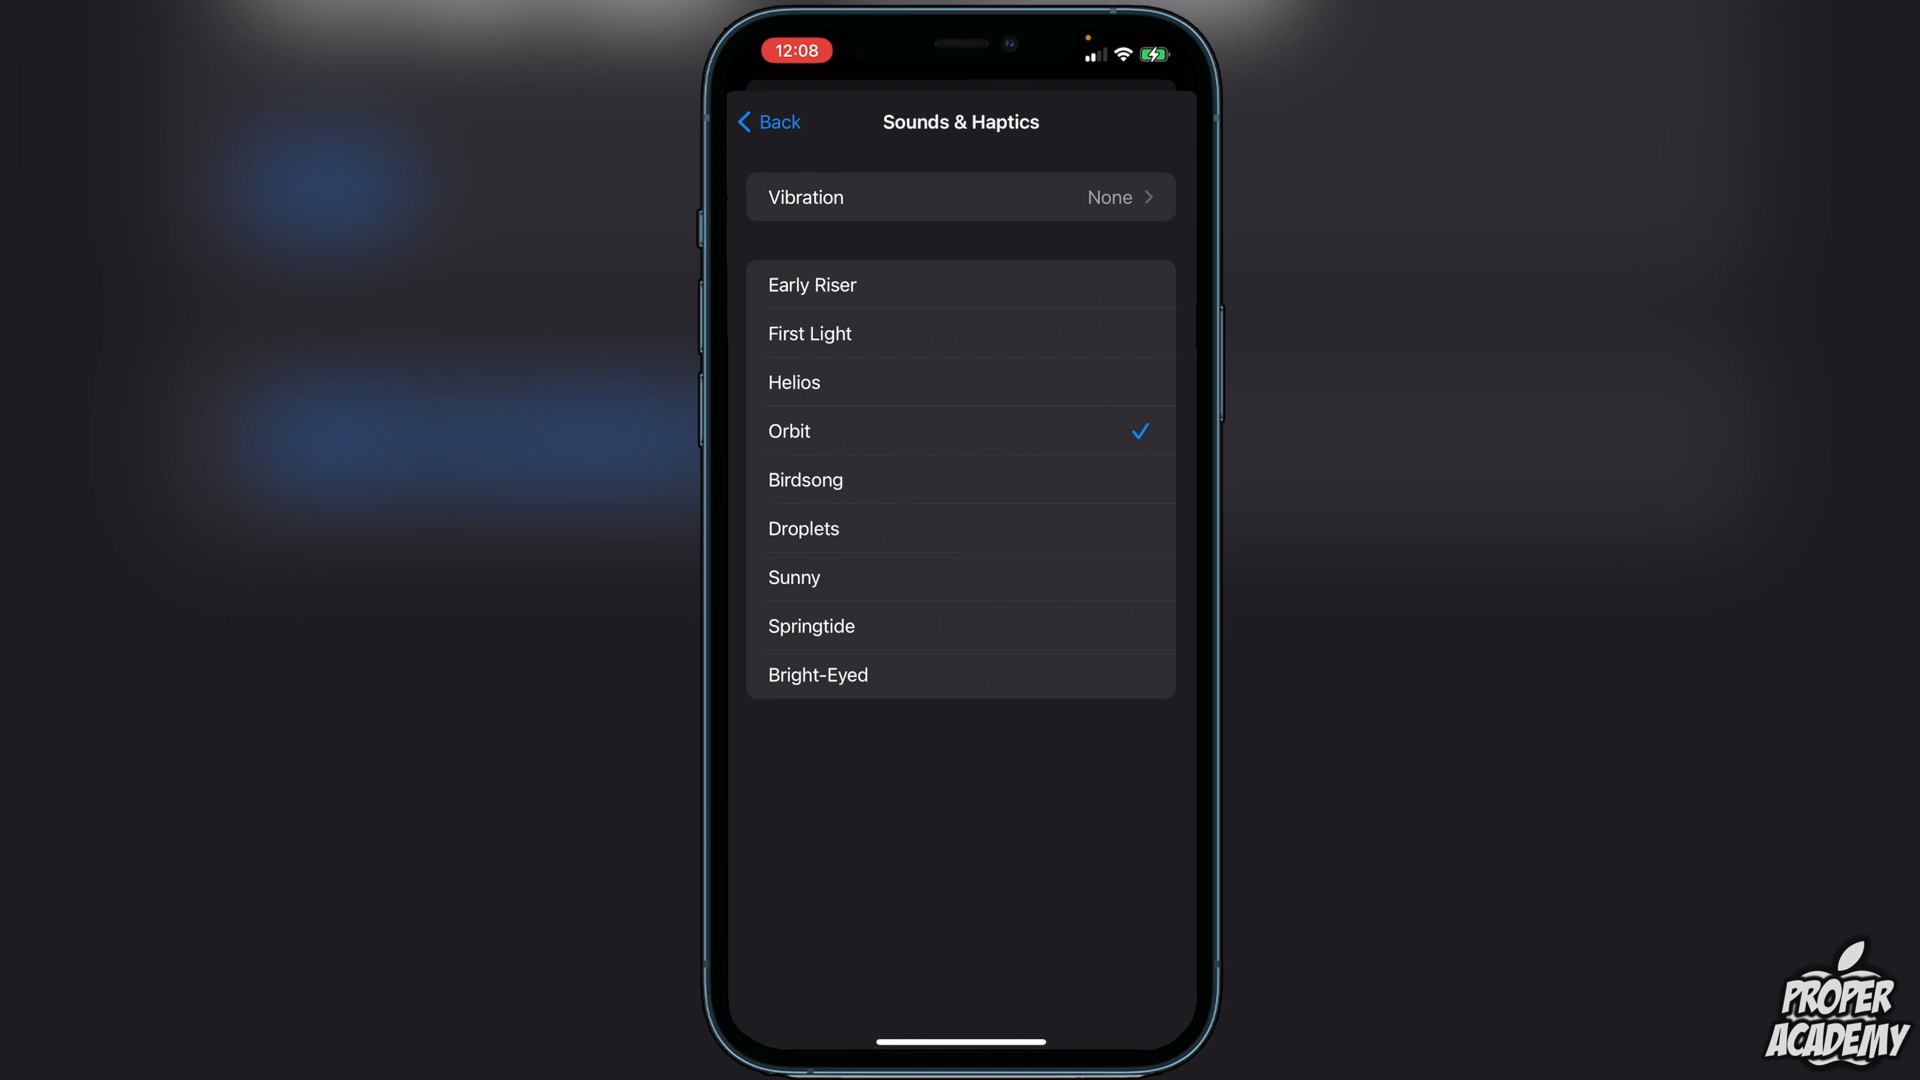 12:08
Back
Sounds & Haptics
Vibration
None
Early Riser
First Light
Helios
Orbit
Birdsong
Droplets
Sunny
Springtide
Bright-Eyed
PROPER
ACADEMY